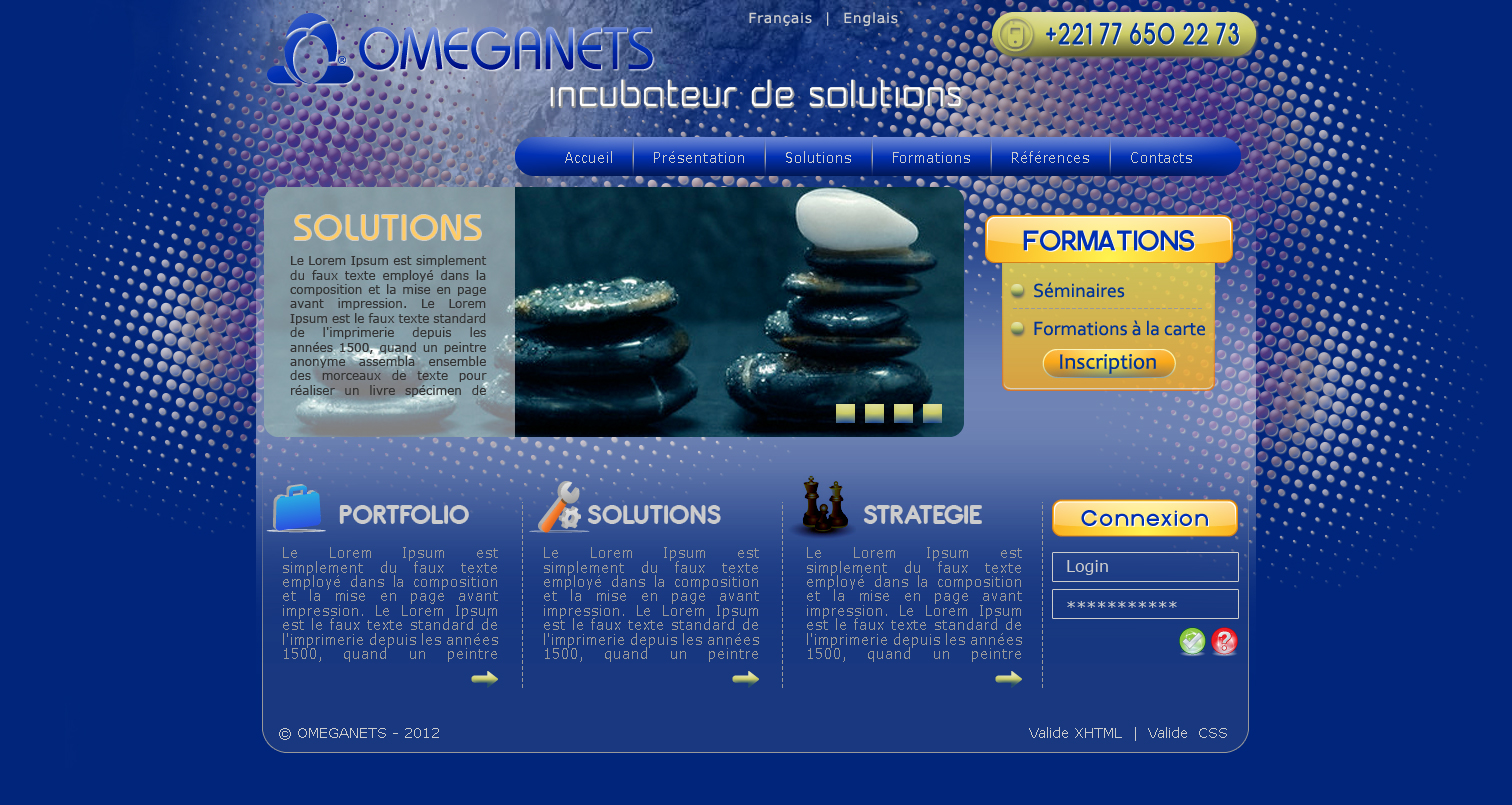 Français | Englais
+221 77 650 22 73
OMEGANETS®
incubateur de solutions
Accueil Présentation Solutions Formations Références Contacts
SOLUTIONS
Le Lorem Ipsum est simplement
du faux texte employé dans la
composition et la mise en page
avant impression. Le Lorem
Ipsum est le faux texte standard
de l'imprimerie depuis les
années 1500, quand un peintre
anonyme assembla ensemble
des morceaux de texte pour
réaliser un livre spécimen de
FORMATIONS
Séminaires
Formations à la carte
Inscription
PORTFOLIO
Le Lorem Ipsum est
simplement du faux texte
employé dans la composition
et la mise en page avant
impression. Le Lorem Ipsum
est le faux texte standard de
l'imprimerie depuis les années
1500, quand un peintre
SOLUTIONS
Le Lorem Ipsum est
simplement du faux texte
employé dans la composition
et la mise en page avant
impression. Le Lorem Ipsum
est le faux texte standard de
l'imprimerie depuis les années
1500, quand un peintre
STRATEGIE
Le Lorem Ipsum est
simplement du faux texte
employé dans la composition
et la mise en page avant
impression. Le Lorem Ipsum
est le faux texte standard de
l'imprimerie depuis les années
1500, quand un peintre
Connexion
Login
***********
?
© OMEGANETS - 2012
Valide XHTML | Valide CSS